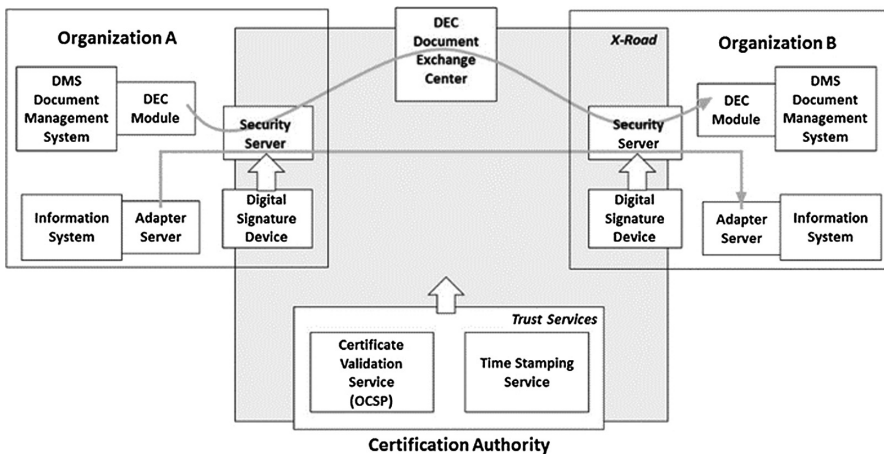 Organization A
DMS
Document
Management
System
DEC
Module
Security
Server
Information
System
Adapter
Server
Digital
Signature
Device
DEC
Document
Exchange
Center
X-Road
Organization B
Security
Server
DEC
Module
DMS
Document
Management
System
Digital
Signature
Device
Adapter
Server
Information
System
Trust Services
Certificate
Validation
Service
(OCSP)
Time Stamping
Service
Certification Authority